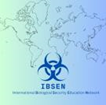 IBSEN
International Biological Security Education Network